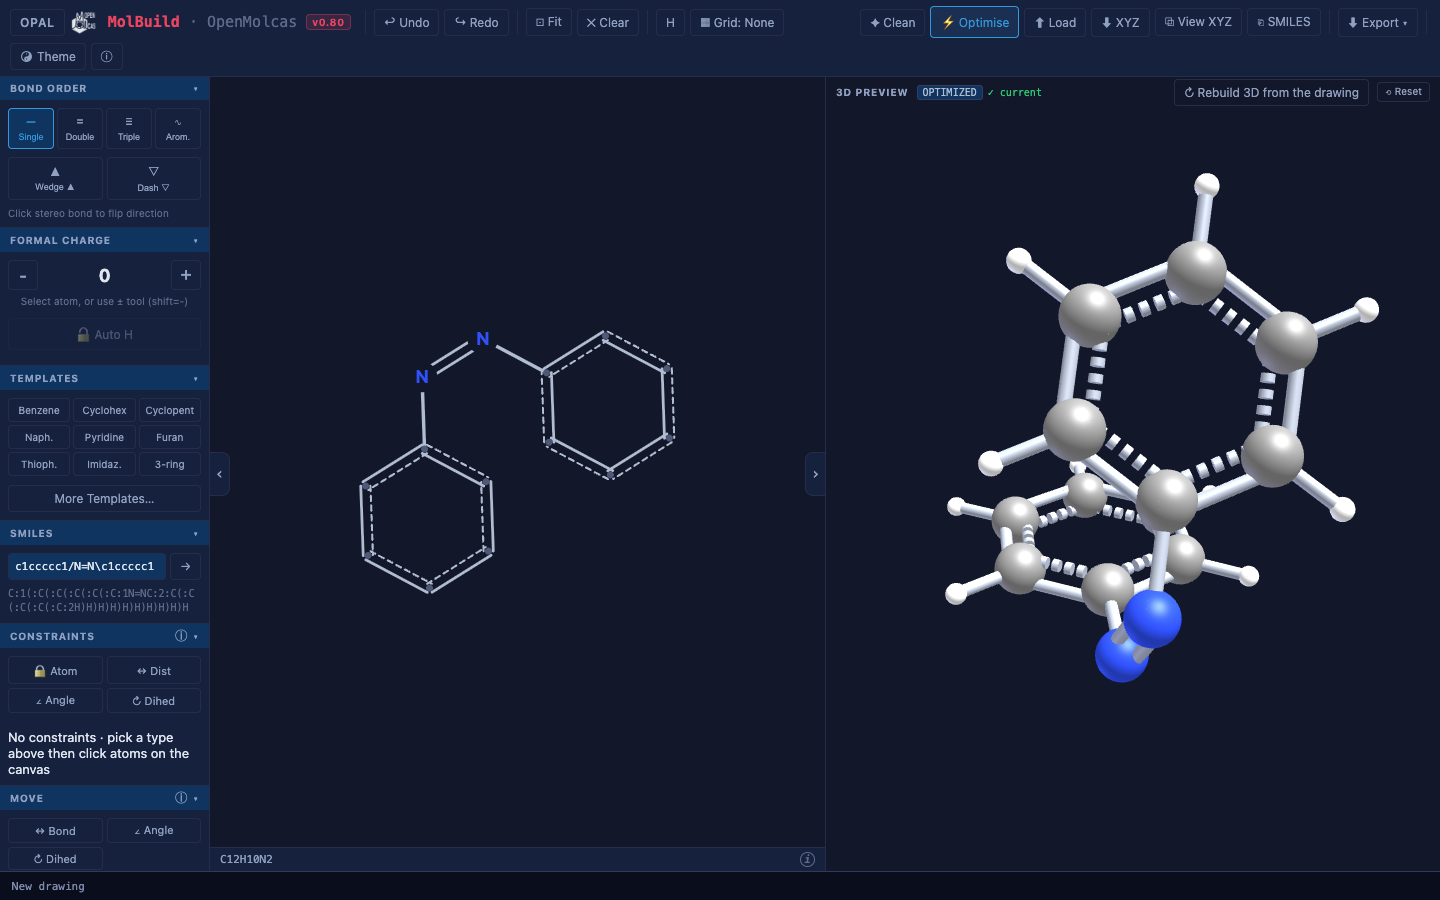 OPAL MolBuild · OpenMolcas v0.80 Undo Redo Fit Clear H Grid: None Clean Optimise Load XYZ View XYZ SMILES Export
Theme
BOND ORDER
Single Double Triple Arom.
Wedge ▲ Dash ▽
Click stereo bond to flip direction
FORMAL CHARGE
- 0 +
Select atom, or use ± tool (shift=-)
Auto H
TEMPLATES
Benzene Cyclohex Cyclopent
Naph. Pyridine Furan
Thioph. Imidaz. 3-ring
More Templates...
SMILES
c1ccccc1/N=N\c1ccccc1 →
C:1(:C(:C(:C(:C(:C:1N=NC:2:C(:C
(:C(:C(:C:2H)H)H)H)H)H)H)H)H)H
CONSTRAINTS
Atom Dist
Angle Dihed
No constraints · pick a type
above then click atoms on the
canvas
MOVE
Bond Angle
Dihed
N
N
C12H10N2
3D PREVIEW OPTIMIZED ✓ current Rebuild 3D from the drawing Reset
New drawing